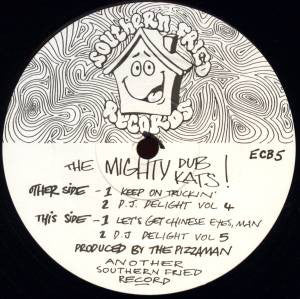 SOUTHERN FRIED
RECORDS
THE MIGHTY DUB KATS!
ECB5
OTHER SIDE - 1 KEEP ON TRUCKIN'
2 D.J. DELIGHT VOL 4
THIS SIDE - 1 LET'S GET CHINESE EYES, MAN
2 D.J. DELIGHT VOL 5
PRODUCED BY THE PIZZAMAN
ANOTHER
SOUTHERN FRIED
RECORD